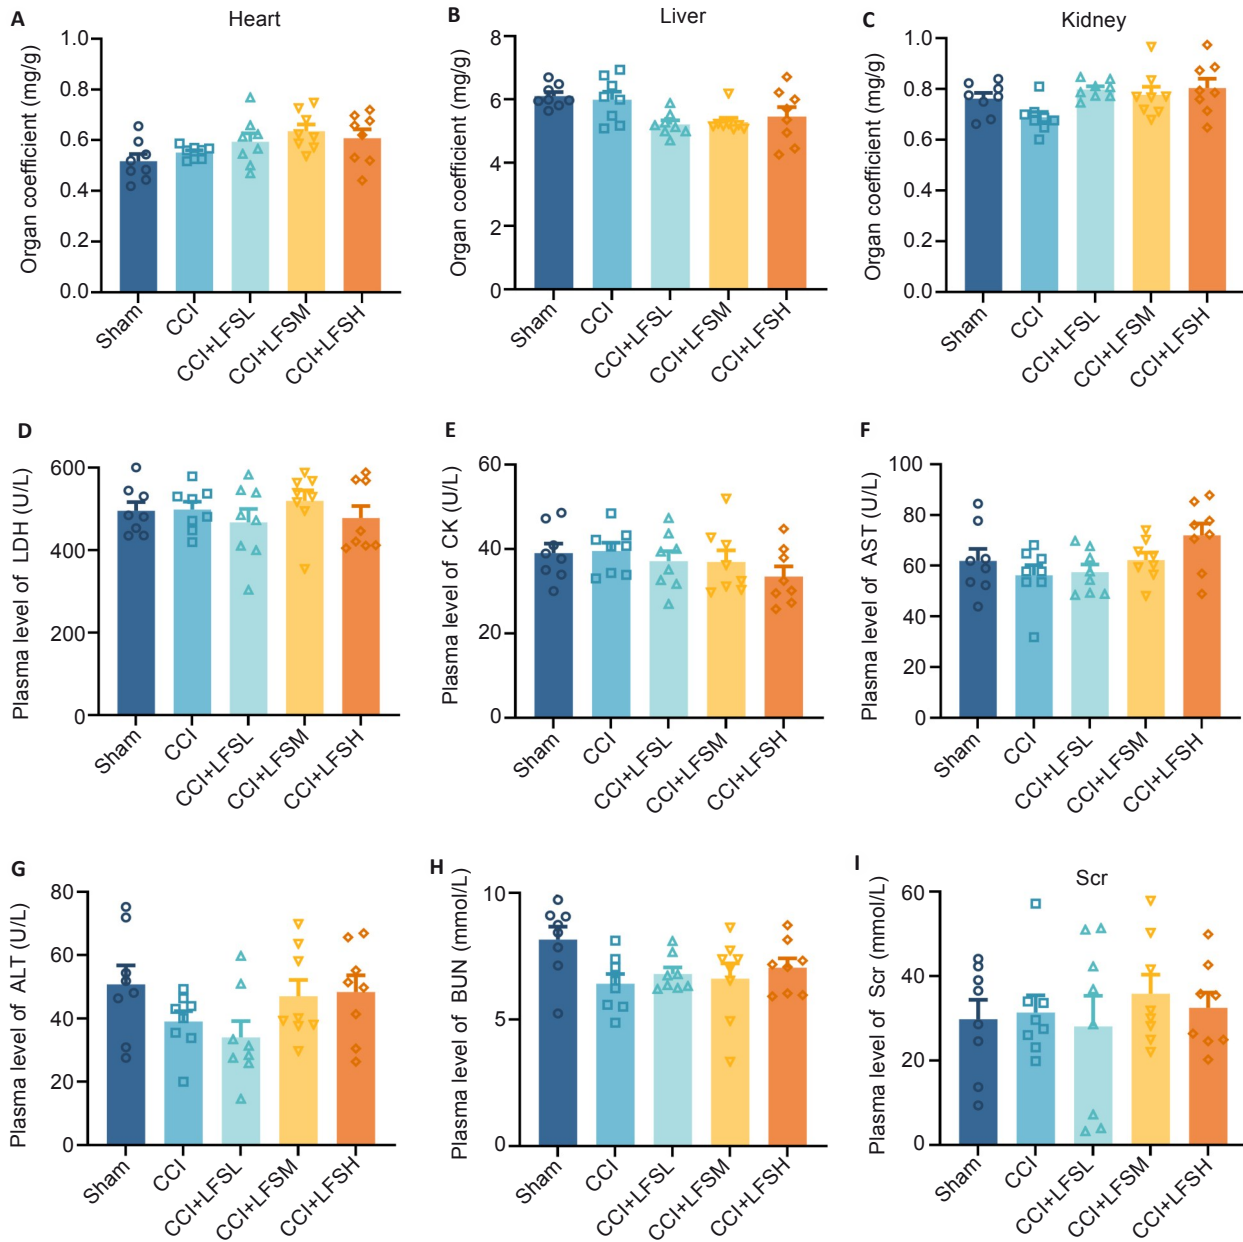 A
Heart
Organ coefficient (mg/g)
1.0
0.8
0.6
0.4
0.2
0.0
Sham
CCI
CCI+LFSL
CCI+LFSM
CCI+LFSH
B
Liver
Organ coefficient (mg/g)
8
6
4
2
0
Sham
CCI
CCI+LFSL
CCI+LFSM
CCI+LFSH
C
Kidney
Organ coefficient (mg/g)
1.0
0.8
0.6
0.4
0.2
0.0
Sham
CCI
CCI+LFSL
CCI+LFSM
CCI+LFSH
D
Plasma level of LDH (U/L)
600
400
200
0
Sham
CCI
CCI+LFSL
CCI+LFSM
CCI+LFSH
E
Plasma level of CK (U/L)
60
40
20
0
Sham
CCI
CCI+LFSL
CCI+LFSM
CCI+LFSH
F
Plasma level of AST (U/L)
100
80
60
40
20
0
Sham
CCI
CCI+LFSL
CCI+LFSM
CCI+LFSH
G
Plasma level of ALT (U/L)
80
60
40
20
0
Sham
CCI
CCI+LFSL
CCI+LFSM
CCI+LFSH
H
Plasma level of BUN (mmol/L)
10
5
0
Sham
CCI
CCI+LFSL
CCI+LFSM
CCI+LFSH
I
Scr
Plasma level of Scr (mmol/L)
60
40
20
0
Sham
CCI
CCI+LFSL
CCI+LFSM
CCI+LFSH